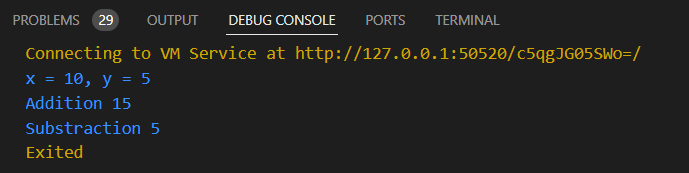 PROBLEMS 29 OUTPUT DEBUG CONSOLE PORTS TERMINAL
Connecting to VM Service at http://127.0.0.1:50520/c5qgJG05SWo=/
x = 10, y = 5
Addition 15
Substraction 5
Exited